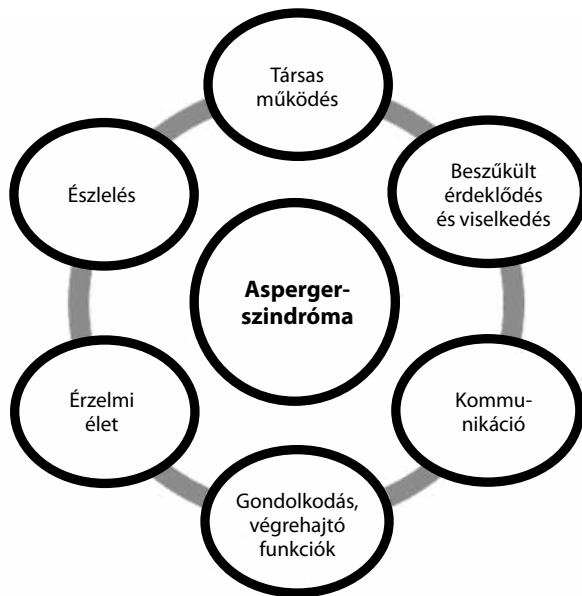 Társas
működés
Beszűkült
érdeklődés
és viselkedés
Észlelés
Asperger-
szindróma
Érzelmi
élet
Kommu-
nikáció
Gondolkodás,
végrehajtó
funkciók